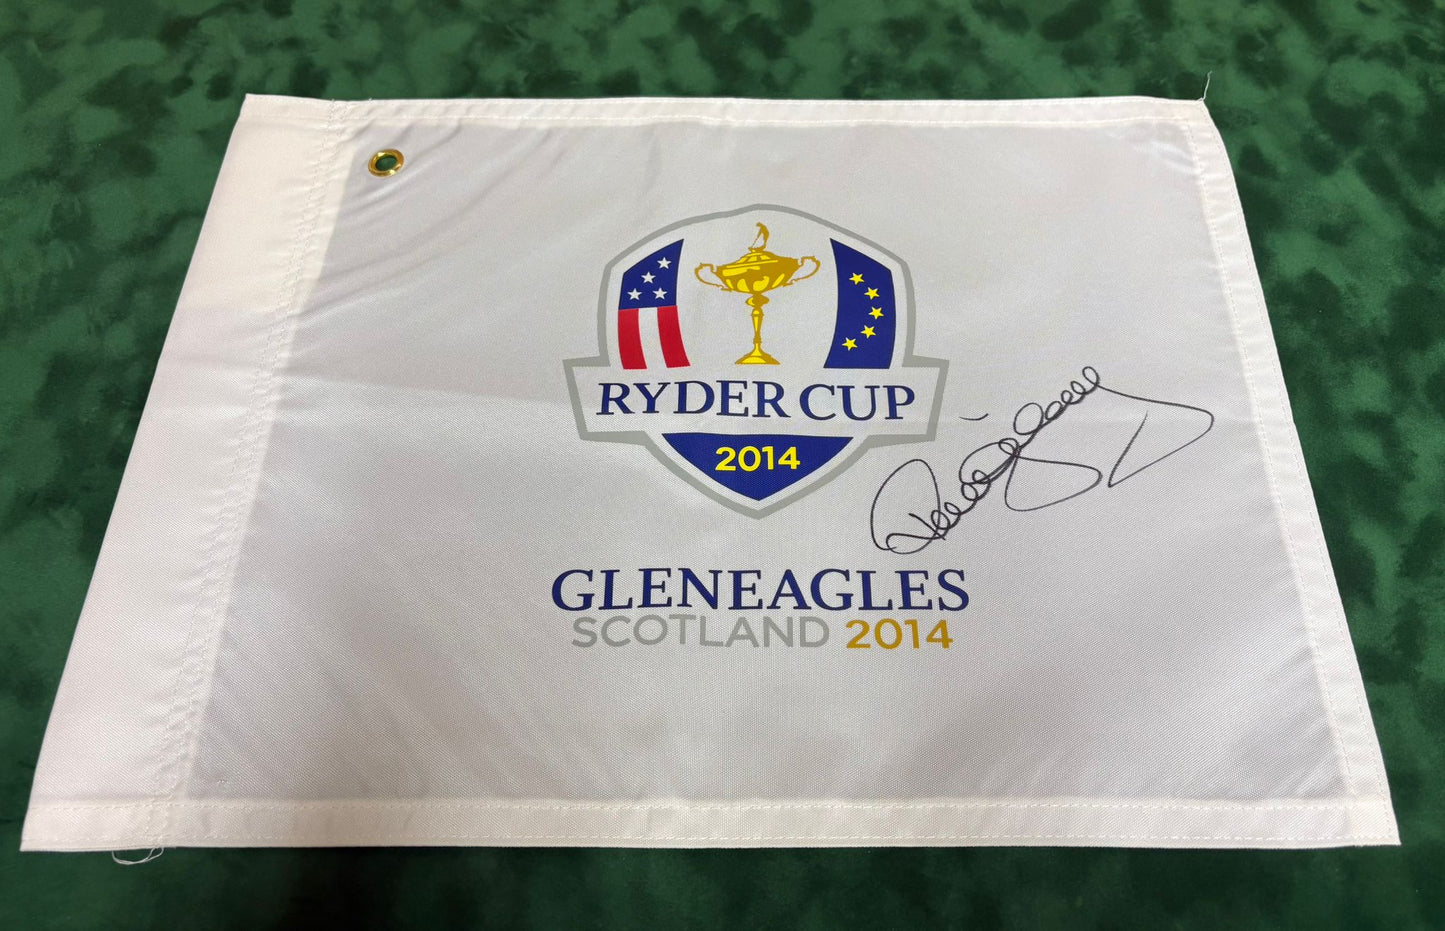 RYDER CUP
2014
GLENEAGLES
SCOTLAND 2014